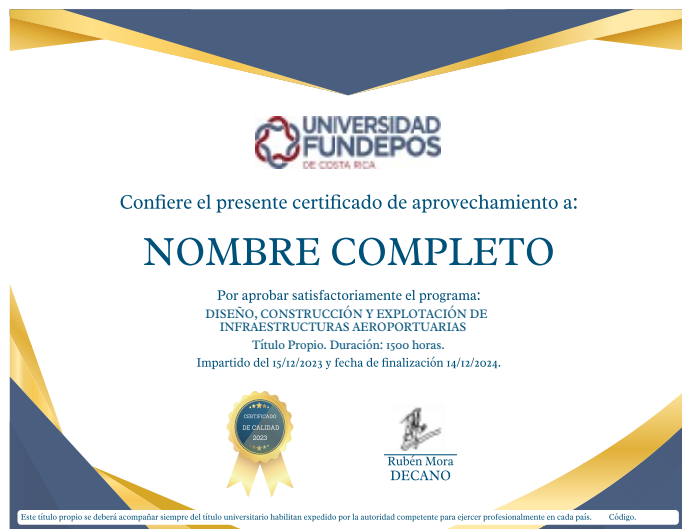 UNIVERSIDAD
FUNDEPOS
DE COSTA RICA
Confiere el presente certificado de aprovechamiento a:
NOMBRE COMPLETO
Por aprobar satisfactoriamente el programa:
DISEÑO, CONSTRUCCIÓN Y EXPLOTACIÓN DE
INFRAESTRUCTURAS AEROPORTUARIAS
Título Propio. Duración: 1500 horas.
Impartido del 15/12/2023 y fecha de finalización 14/12/2024.
CERTIFICADO
DE CALIDAD
2023
Rubén Mora
DECANO
Este título propio se deberá acompañar siempre del título universitario habilitan expedido por la autoridad competente para ejercer profesionalmente en cada país. Código.